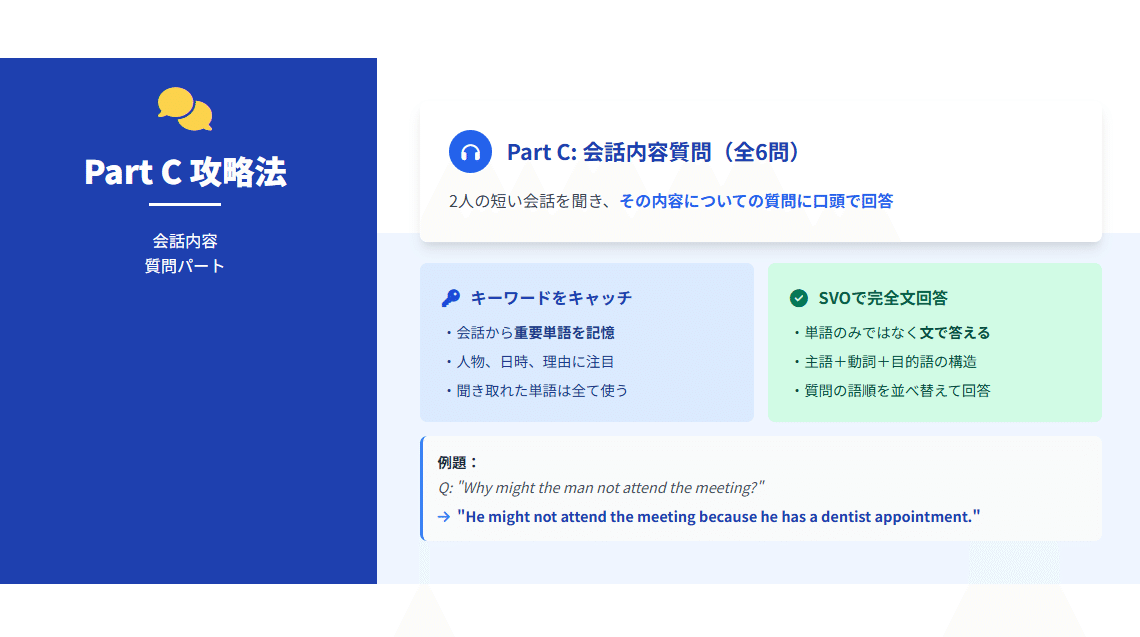 Part C 攻略法
会話内容
質問パート
Part C: 会話内容質問（全6問）
2人の短い会話を聞き、その内容についての質問に口頭で回答
キーワードをキャッチ
・会話から重要単語を記憶
・人物、日時、理由に注目
・聞き取れた単語は全て使う
SVOで完全文回答
・単語のみではなく文で答える
・主語＋動詞＋目的語の構造
・質問の語順を並べ替えて回答
例題：
Q: "Why might the man not attend the meeting?"
→ "He might not attend the meeting because he has a dentist appointment."